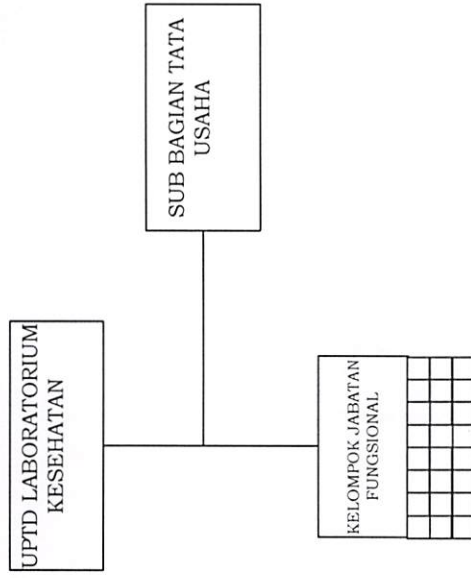 UPTD LABORATORIUM
KESEHATAN
SUB BAGIAN TATA
USAHA
KELOMPOK JABATAN
FUNGSIONAL